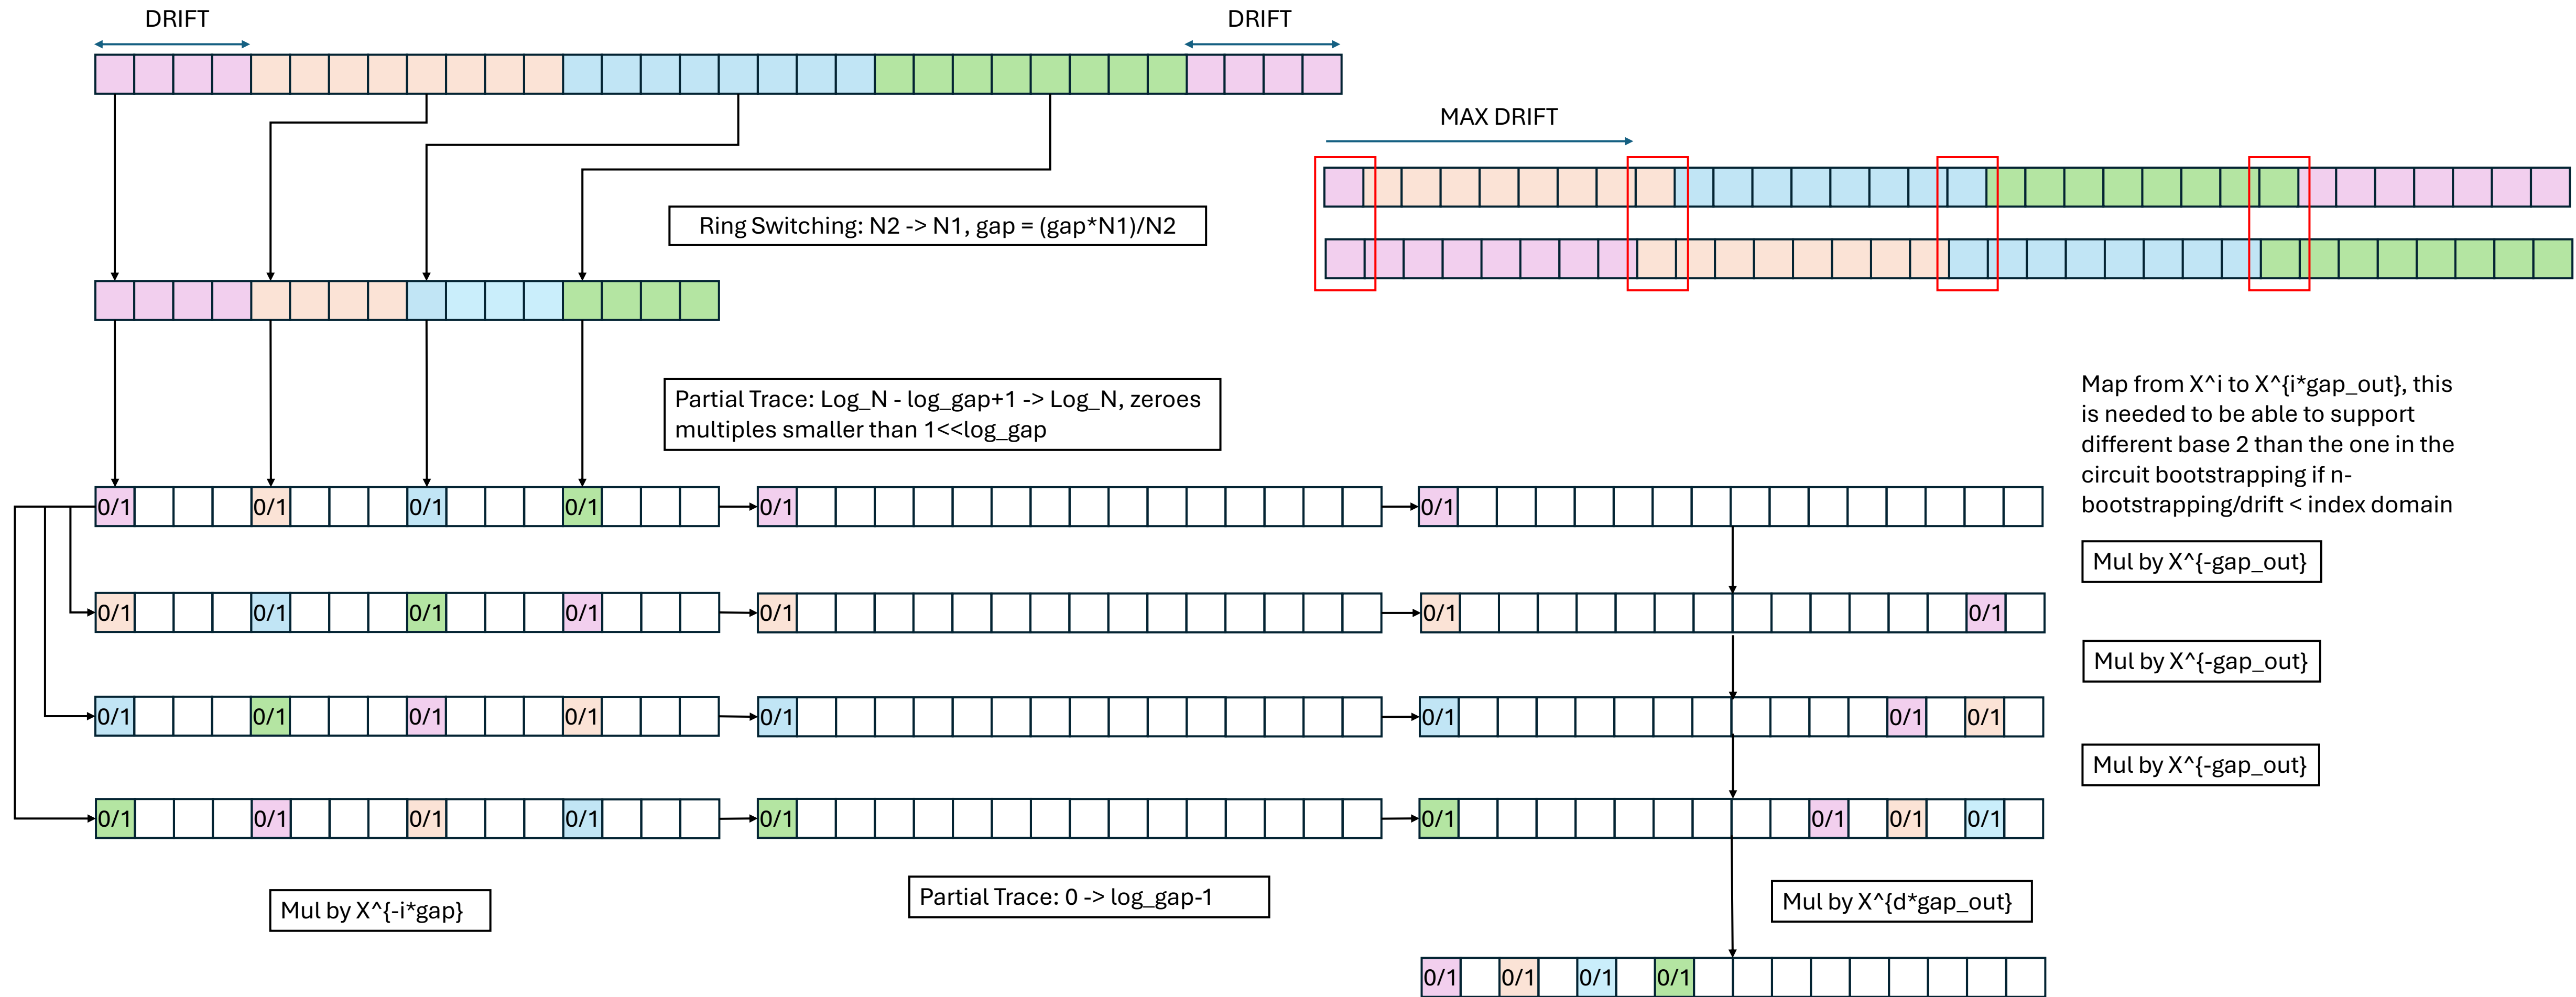 DRIFT
DRIFT
MAX DRIFT
Ring Switching: N2 -> N1, gap = (gap*N1)/N2
Partial Trace: Log_N - log_gap+1 -> Log_N, zeroes
multiples smaller than 1<<log_gap
Map from X^i to X^{i*gap_out}, this
is needed to be able to support
different base 2 than the one in the
circuit bootstrapping if n-
bootstrapping/drift < index domain
0/1 0/1 0/1 0/1 0/1 0/1
Mul by X^{-gap_out}
0/1 0/1 0/1 0/1 0/1 0/1 0/1
Mul by X^{-gap_out}
0/1 0/1 0/1 0/1 0/1 0/1 0/1 0/1
Mul by X^{-gap_out}
0/1 0/1 0/1 0/1 0/1 0/1 0/1 0/1 0/1
Mul by X^{-i*gap}
Partial Trace: 0 -> log_gap-1
Mul by X^{d*gap_out}
0/1 0/1 0/1 0/1